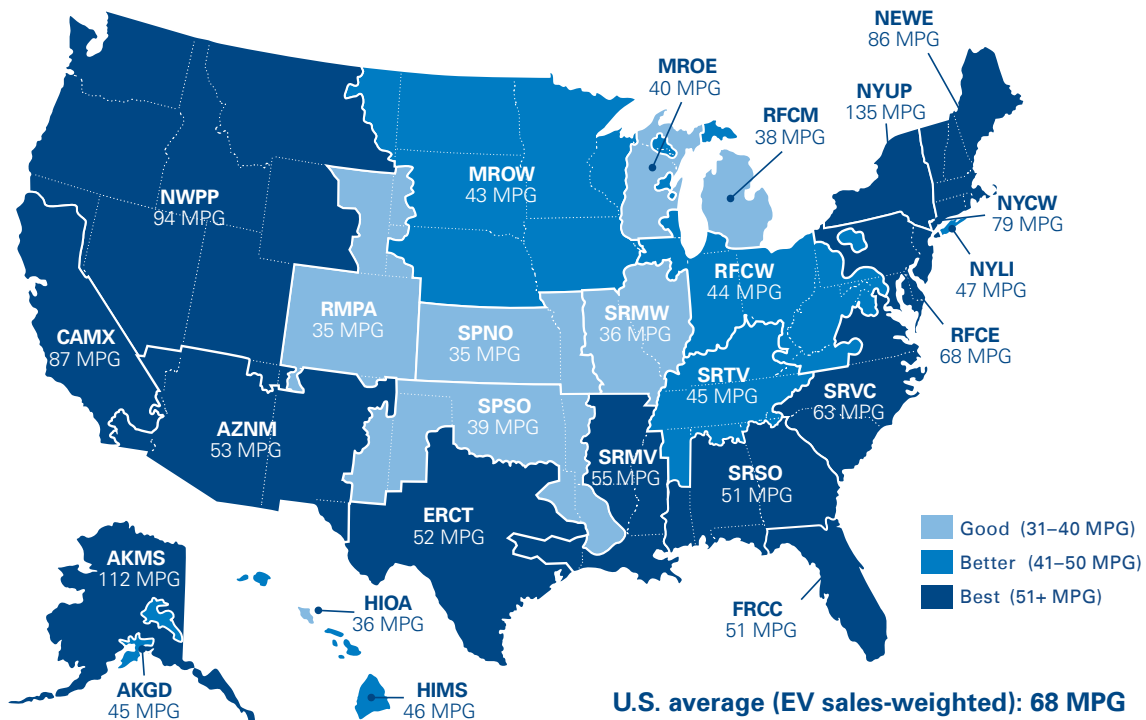 NEWE
86 MPG
MROE
40 MPG
NYUP
135 MPG
RFCM
38 MPG
NWPP
94 MPG
MROW
43 MPG
NYCW
79 MPG
NYLI
47 MPG
RFCW
44 MPG
RMPA
35 MPG
SPNO
35 MPG
SRMW
36 MPG
CAMX
87 MPG
RFCE
68 MPG
SRTV
45 MPG
SRVC
63 MPG
SPSO
39 MPG
AZNM
53 MPG
SRMV
55 MPG
SRSO
51 MPG
ERCT
52 MPG
Good (31–40 MPG)
Better (41–50 MPG)
Best (51+ MPG)
AKMS
112 MPG
HIOA
36 MPG
FRCC
51 MPG
AKGD
45 MPG
HIMS
46 MPG
U.S. average (EV sales-weighted): 68 MPG